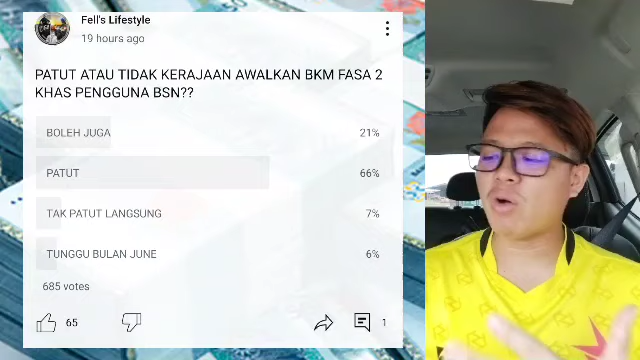 Fell's Lifestyle
19 hours ago
PATUT ATAU TIDAK KERAJAAN AWALKAN BKM FASA 2
KHAS PENGGUNA BSN??
BOLEH JUGA 21%
PATUT 66%
TAK PATUT LANGSUNG 7%
TUNGGU BULAN JUNE 6%
685 votes
65 1